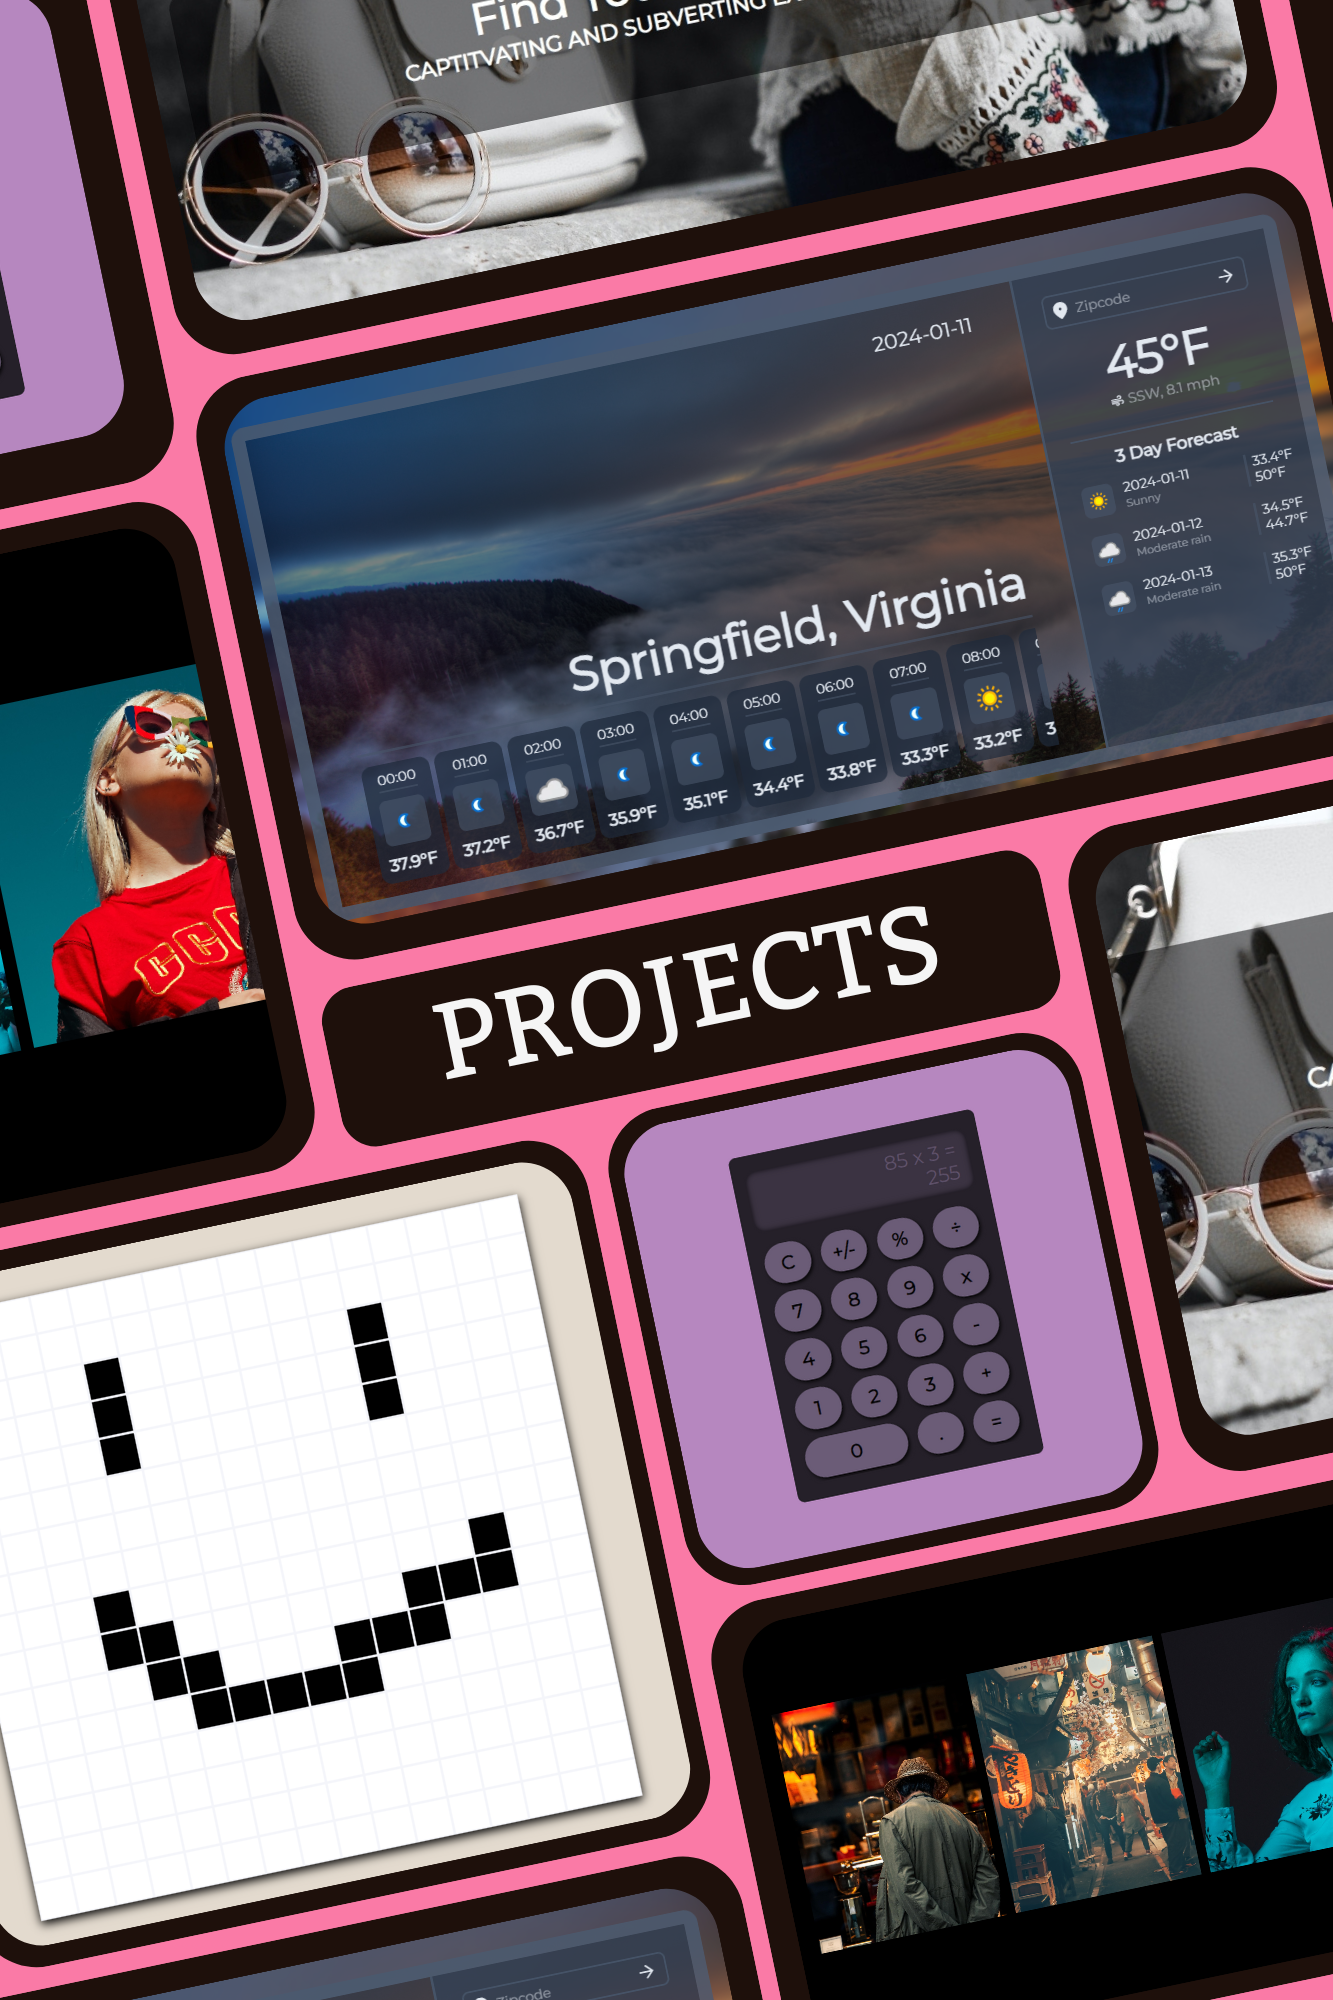 Find
CAPTITVATING AND SUBVERTING
2024-01-11
Zipcode
45°F
SSW, 8.1 mph
3 Day Forecast
2024-01-11
Sunny
33.4°F
50°F
2024-01-12
Moderate rain
34.5°F
44.7°F
2024-01-13
Moderate rain
35.3°F
50°F
Springfield, Virginia
00:00 01:00 02:00 03:00 04:00 05:00 06:00 07:00 08:00
37.9°F 37.2°F 36.7°F 35.9°F 35.1°F 34.4°F 33.8°F 33.3°F 33.2°F 3
PROJECTS
CA
85 x 3 =
255
C +/- % ÷
7 8 9 x
4 5 6 -
1 2 3 +
0 . =
Zipcode